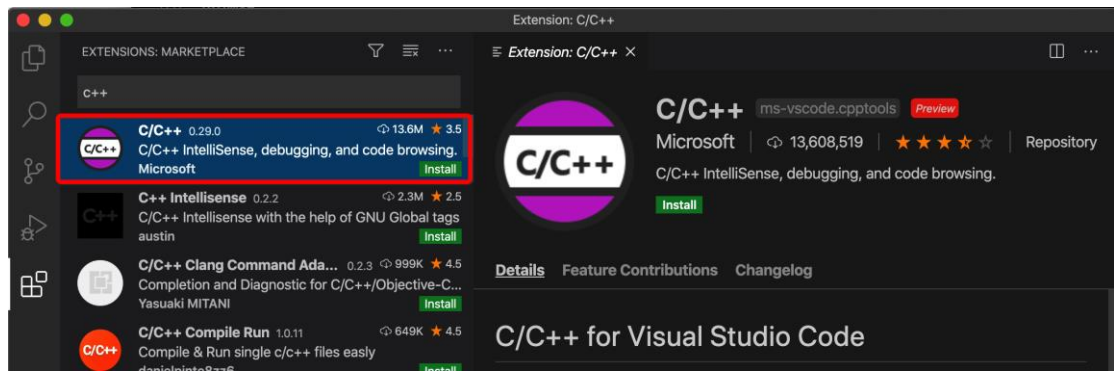 Extension: C/C++
EXTENSIONS: MARKETPLACE
c++
C/C++ 0.29.0 13.6M ★ 3.5
C/C++ IntelliSense, debugging, and code browsing.
Microsoft Install
C++ Intellisense 0.2.2 2.3M ★ 2.5
C/C++ Intellisense with the help of GNU Global tags
austin Install
C/C++ Clang Command Ada... 0.2.3 999K ★ 4.5
Completion and Diagnostic for C/C++/Objective-C...
Yasuaki MITANI Install
C/C++ Compile Run 1.0.11 649K ★ 4.5
Compile & Run single c/c++ files easly
Install
C/C++
C++
C/C++
Extension: C/C++
C/C++
C/C++ ms-vscode.cpptools Preview
Microsoft 13,608,519 Repository
C/C++ IntelliSense, debugging, and code browsing.
Install
Details Feature Contributions Changelog
C/C++ for Visual Studio Code